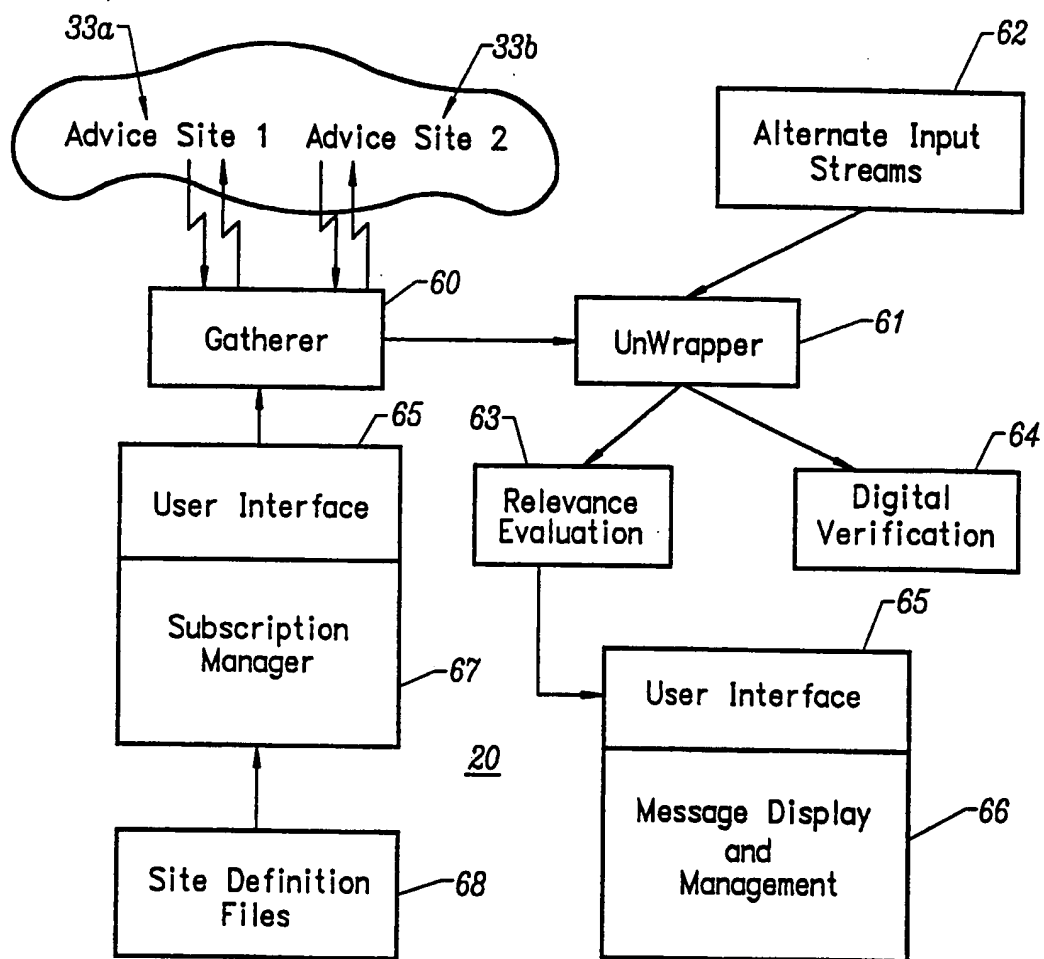 33a
33b
62
Advice Site 1
Advice Site 2
Alternate Input
Streams
60
Gatherer
UnWrapper
61
65
63
64
User Interface
Relevance
Evaluation
Digital
Verification
Subscription
Manager
67
65
User Interface
20
Message Display
and
Management
66
Site Definition
Files
68